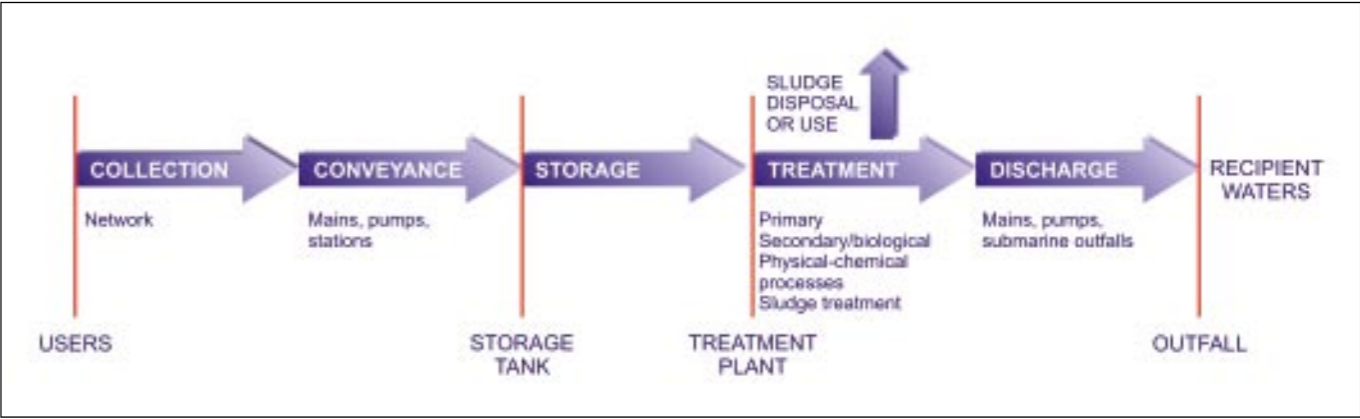 SLUDGE
DISPOSAL
OR USE
COLLECTION
CONVEYANCE
STORAGE
TREATMENT
DISCHARGE
RECIPIENT
WATERS
Network
Mains, pumps,
stations
Primary
Secondary/biological
Physical-chemical
processes
Sludge treatment
Mains, pumps,
submarine outfalls
USERS
STORAGE
TANK
TREATMENT
PLANT
OUTFALL